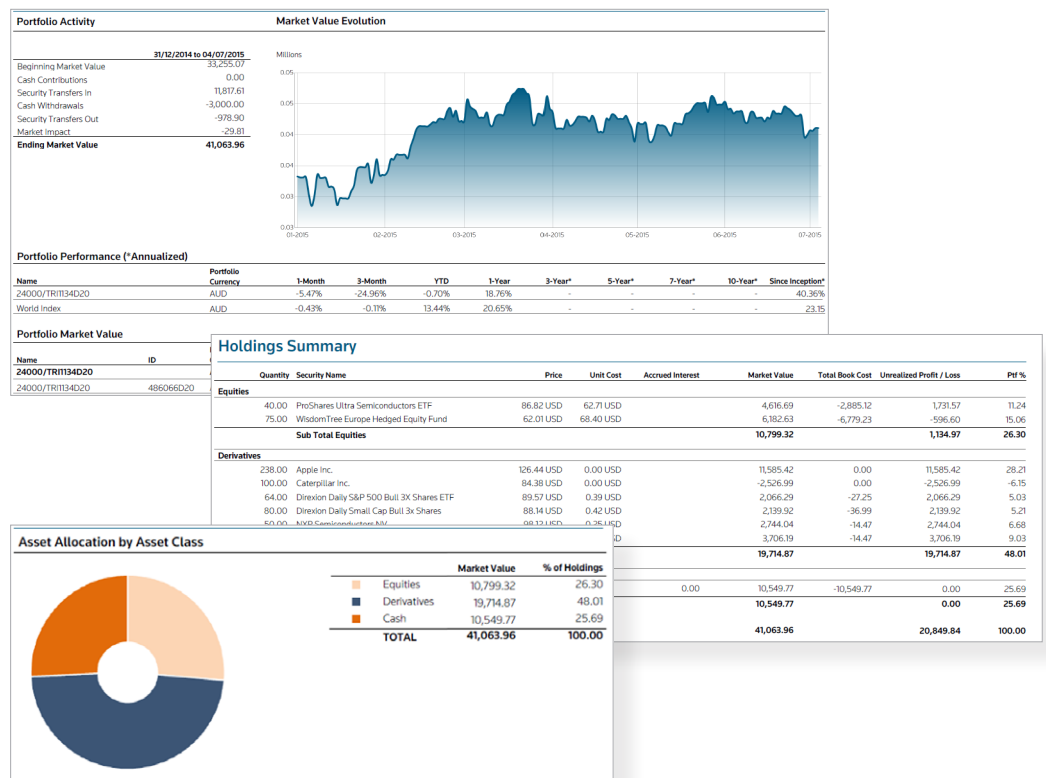 Portfolio Activity
Market Value Evolution
31/12/2014 to 04/07/2015
Beginning Market Value 33,255.07
Cash Contributions 0.00
Security Transfers In 11,817.61
Cash Withdrawals -3,000.00
Security Transfers Out -978.90
Market Impact -29.81
Ending Market Value 41,063.96
Millions
0.05
0.05
0.04
0.04
0.03
0.03
01-2015 02-2015 03-2015 04-2015 05-2015 06-2015 07-2015
Portfolio Performance (*Annualized)
Name Portfolio Currency 1-Month 3-Month YTD 1-Year 3-Year* 5-Year* 7-Year* 10-Year* Since Inception*
24000/TRI1134D20 AUD -5.47% -24.96% -0.70% 18.76% - - - - 40.36%
World Index AUD -0.43% -0.11% 13.44% 20.65% - - - - 23.15
Portfolio Market Value
Name ID
24000/TRI1134D20
24000/TRI1134D20 486066D20
Holdings Summary
Quantity Security Name Price Unit Cost Accrued Interest Market Value Total Book Cost Unrealized Profit / Loss Ptf %
Equities
40.00 ProShares Ultra Semiconductors ETF 86.82 USD 62.71 USD 4,616.69 -2,885.12 1,731.57 11.24
75.00 WisdomTree Europe Hedged Equity Fund 62.01 USD 68.40 USD 6,182.63 -6,779.23 -596.60 15.06
Sub Total Equities 10,799.32 1,134.97 26.30
Derivatives
238.00 Apple Inc. 126.44 USD 0.00 USD 11,585.42 0.00 11,585.42 28.21
100.00 Caterpillar Inc. 84.38 USD 0.00 USD -2,526.99 0.00 -2,526.99 -6.15
64.00 Direxion Daily S&P 500 Bull 3X Shares ETF 89.57 USD 0.39 USD 2,066.29 -27.25 2,066.29 5.03
80.00 Direxion Daily Small Cap Bull 3x Shares 88.14 USD 0.42 USD 2,139.92 -36.99 2,139.92 5.21
50.00 NXP Semiconductors NV 98.12 USD 0.25 USD 2,744.04 -14.47 2,744.04 6.68
3,706.19 -14.47 3,706.19 9.03
19,714.87 19,714.87 48.01
0.00 10,549.77 -10,549.77 0.00 25.69
10,549.77 0.00 25.69
41,063.96 20,849.84 100.00
Asset Allocation by Asset Class
Market Value % of Holdings
Equities 10,799.32 26.30
Derivatives 19,714.87 48.01
Cash 10,549.77 25.69
TOTAL 41,063.96 100.00